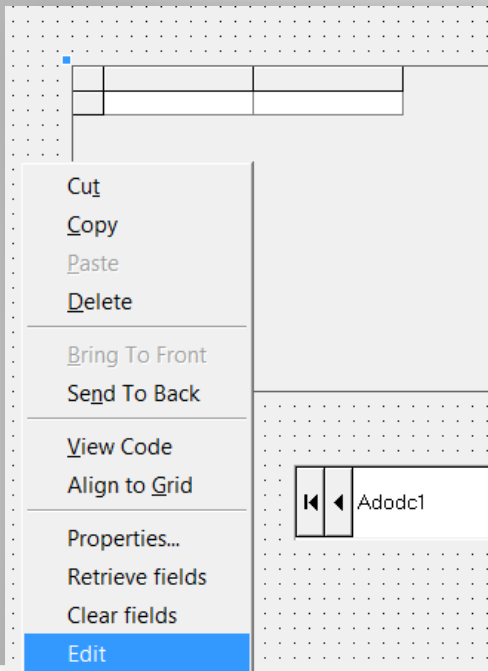 Cut
Copy
Paste
Delete
Bring To Front
Send To Back
View Code
Align to Grid
Adodc1
Properties...
Retrieve fields
Clear fields
Edit